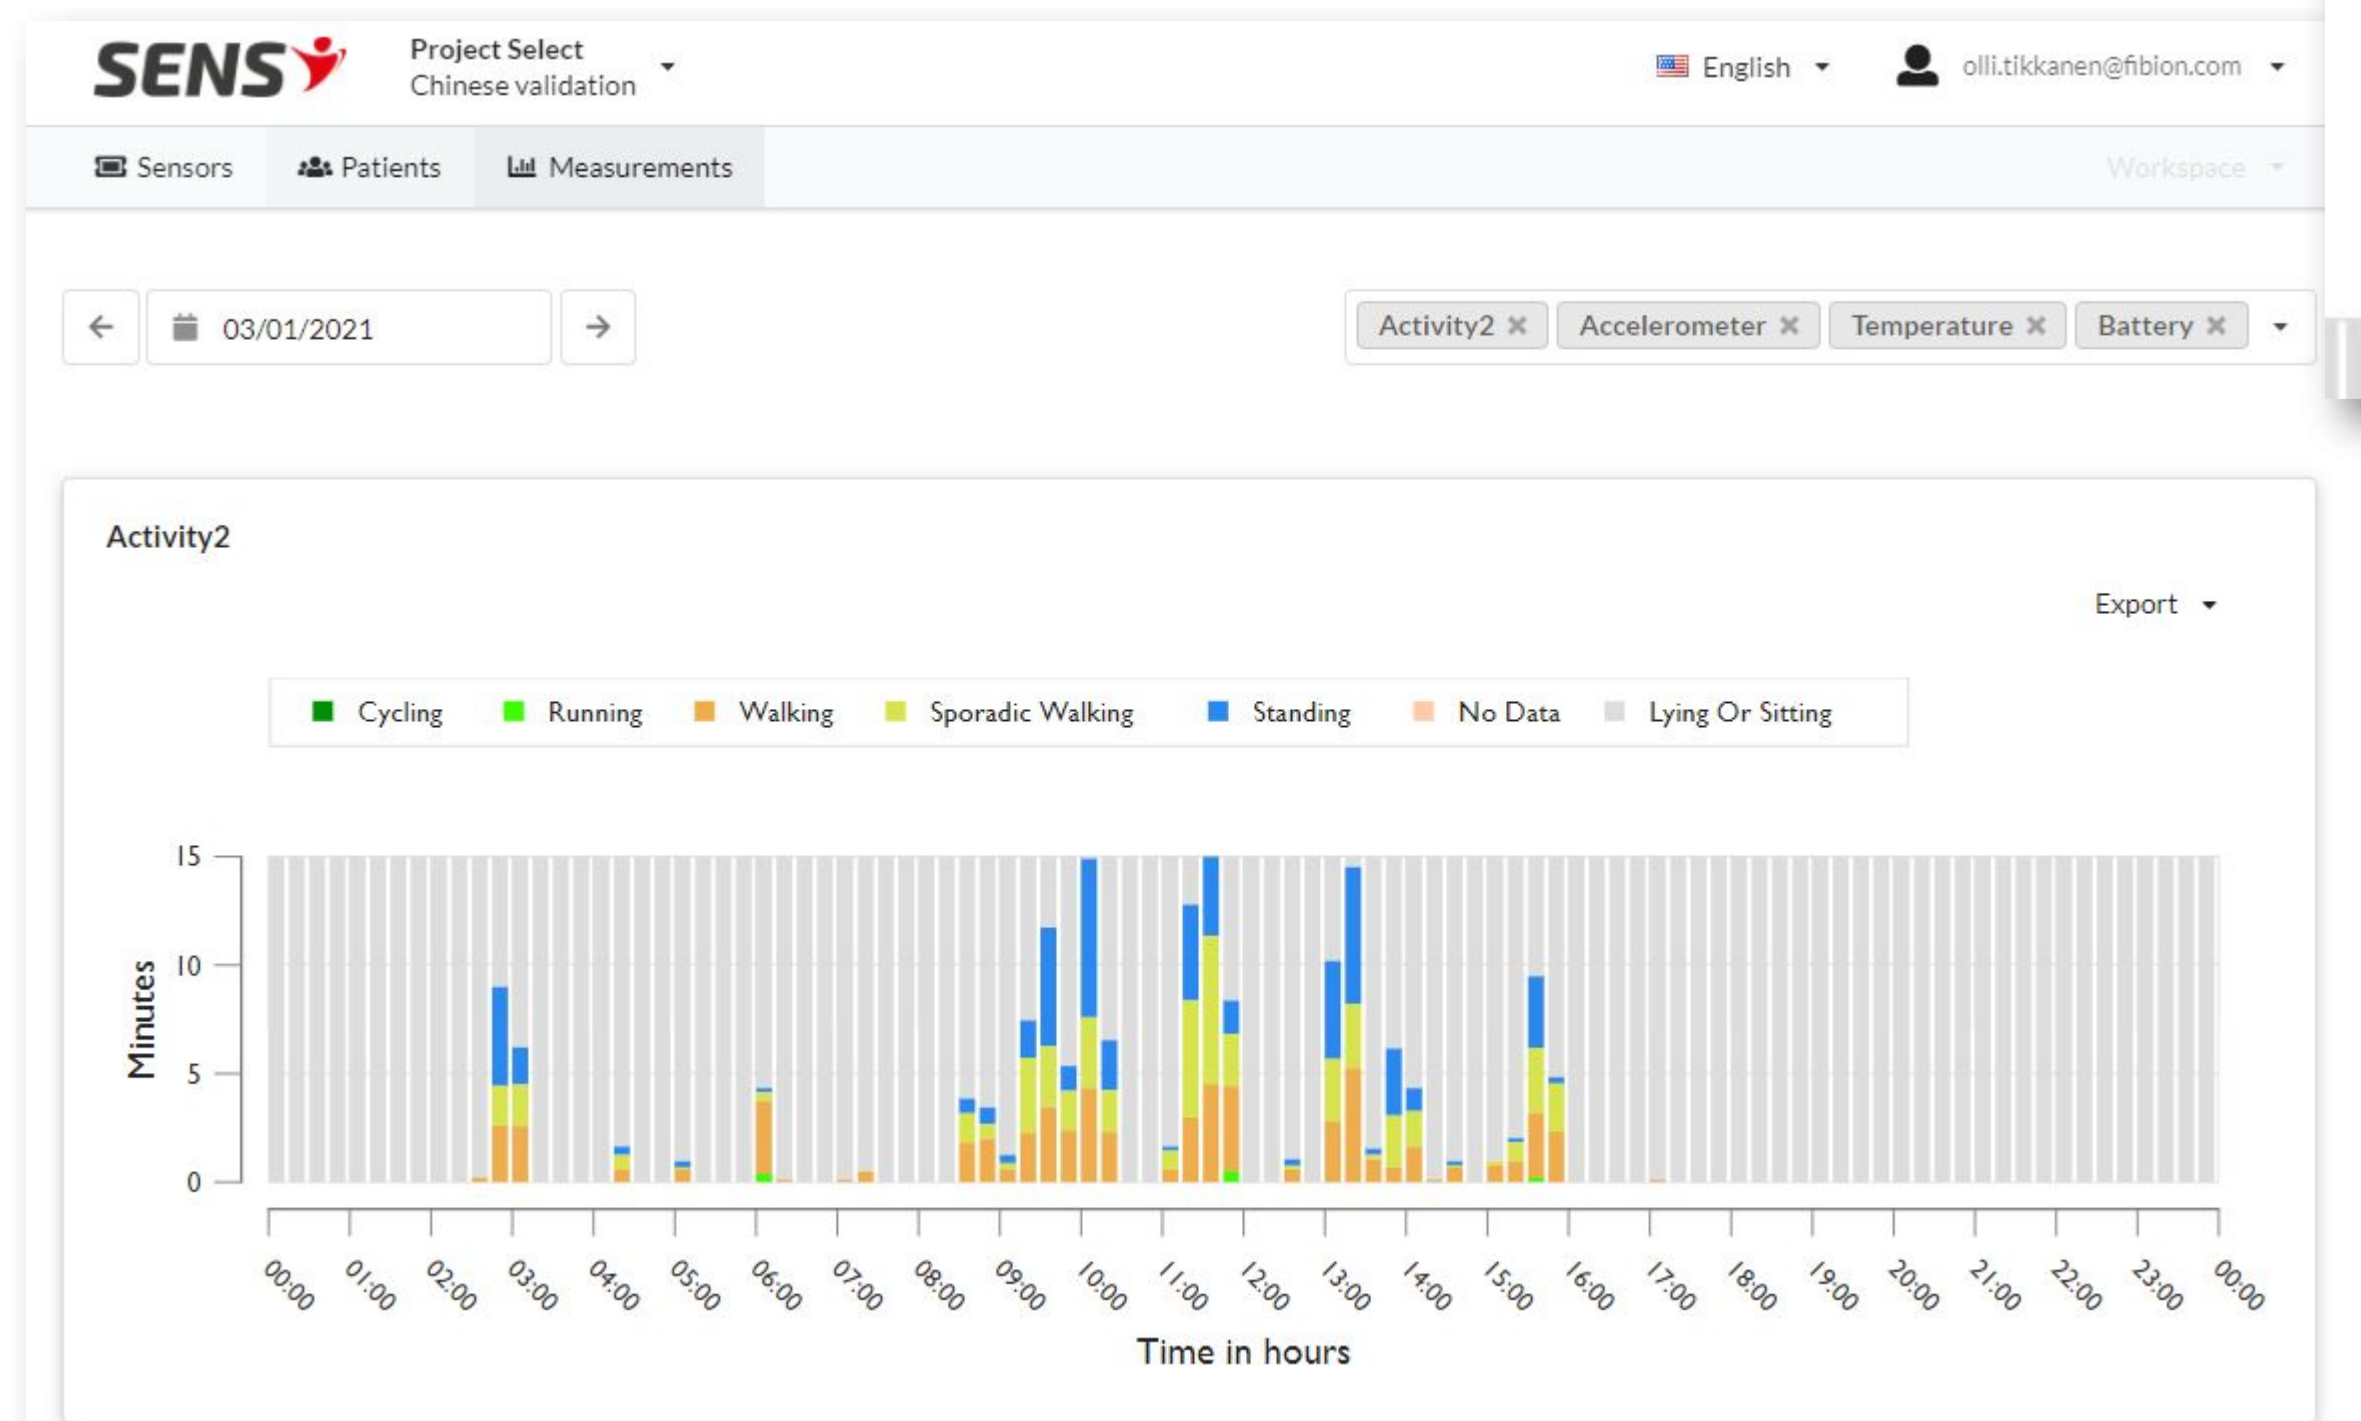 SENS
Project Select
Chinese validation
English
olli.tikkanen@fibion.com
Sensors
Patients
Measurements
Workspace
03/01/2021
Activity2
Accelerometer
Temperature
Battery
Activity2
Export
Cycling
Running
Walking
Sporadic Walking
Standing
No Data
Lying Or Sitting
Minutes
15
10
5
0
00:00
01:00
02:00
03:00
04:00
05:00
06:00
07:00
08:00
09:00
10:00
11:00
12:00
13:00
14:00
15:00
16:00
17:00
18:00
19:00
20:00
21:00
22:00
23:00
00:00
Time in hours